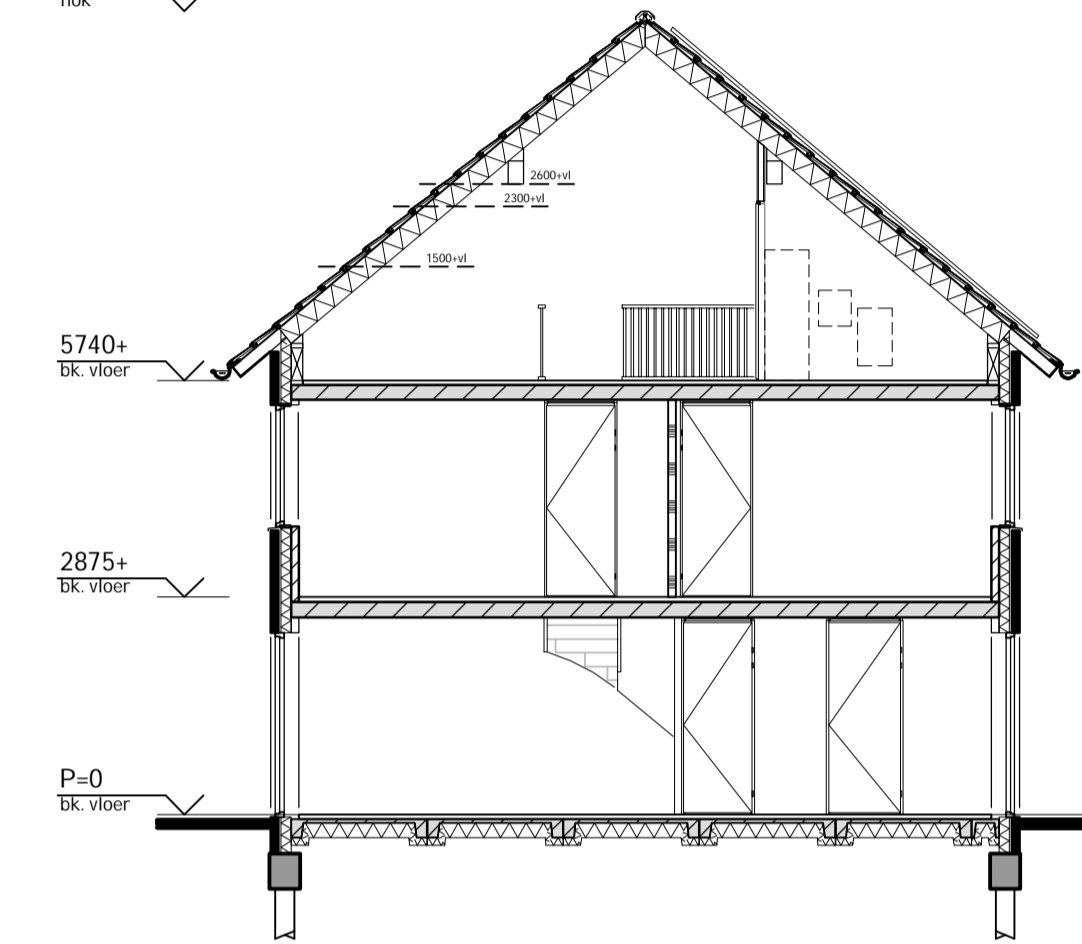 nok
2600+vl
2300+vl
1500+vl
5740+
bk. vloer
2875+
bk. vloer
P=0
bk. vloer